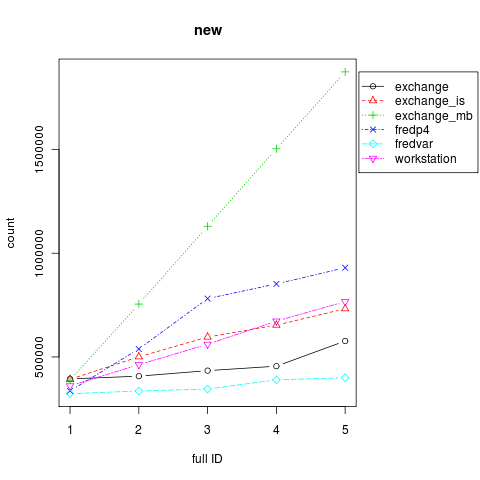 new
1500000
1000000
500000
count
1
2
3
4
5
full ID
exchange
exchange_is
exchange_mb
fredp4
fredvar
workstation